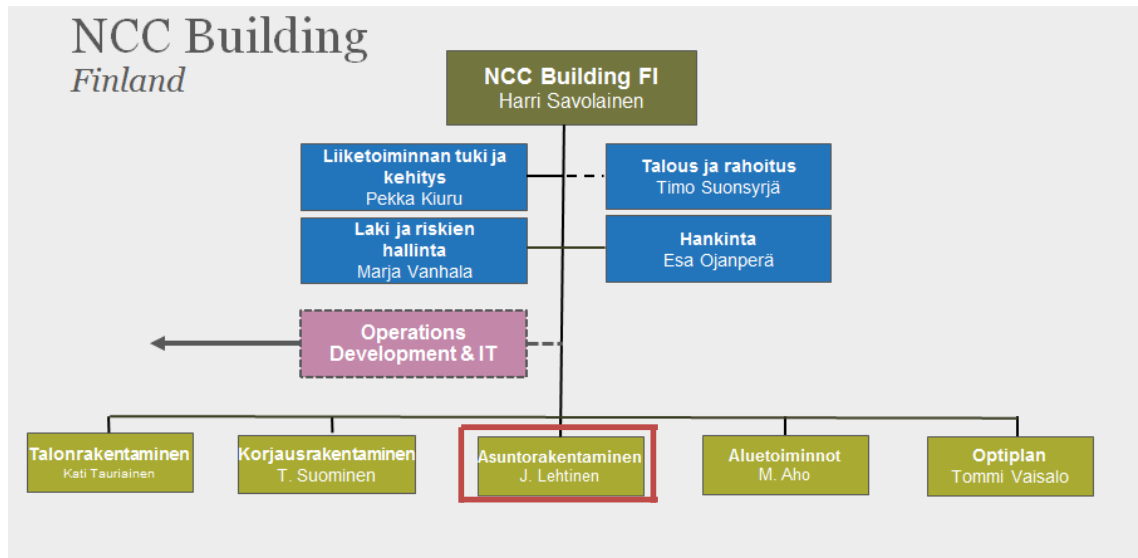 NCC Building
Finland
NCC Building FI
Harri Savolainen
Liiketoiminnan tuki ja
kehitys
Pekka Kiuru
Talous ja rahoitus
Timo Suonsyrjä
Laki ja riskien
hallinta
Marja Vanhala
Hankinta
Esa Ojanperä
Operations
Development & IT
Talonrakentaminen
Kati Tauriainen
Korjausrakentaminen
T. Suominen
Asuntorakentaminen
J. Lehtinen
Aluetoiminnot
M. Aho
Optiplan
Tommi Vaisalo